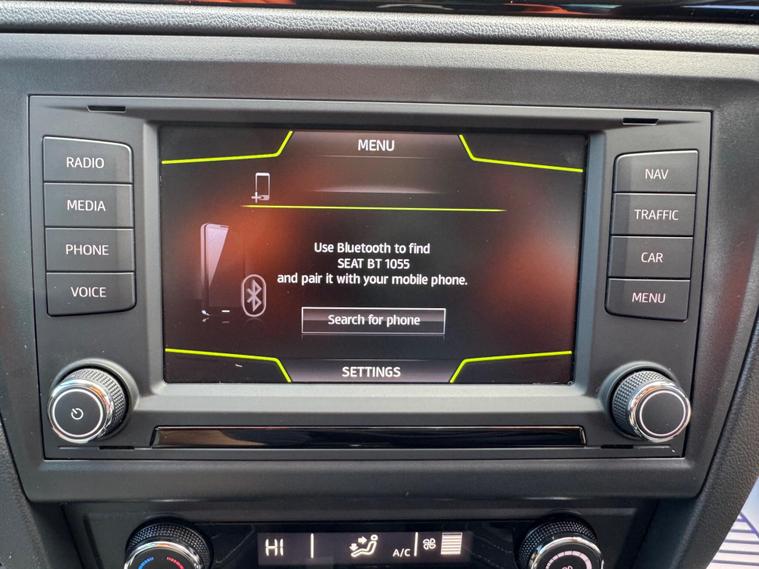 MENU
RADIO
MEDIA
PHONE
VOICE
Use Bluetooth to find
SEAT BT 1055
and pair it with your mobile phone.
Search for phone
SETTINGS
NAV
TRAFFIC
CAR
MENU
HI
A/C